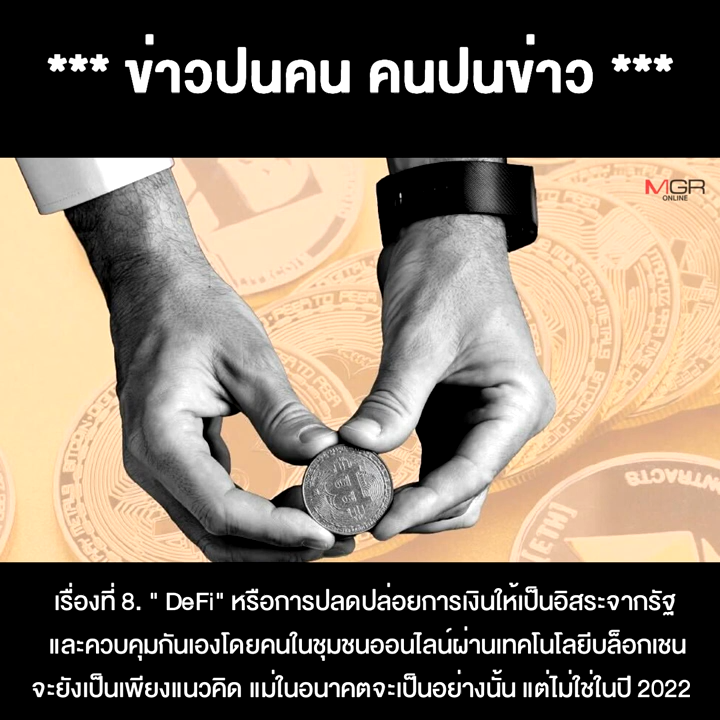 *** ข่าวปนคน คนปนข่าว ***
MGR
ONLINE
BITCOIN
PEER TO PEER
CONTRACTS
[ETH]
เรื่องที่ 8. " DeFi" หรือการปลดปล่อยการเงินให้เป็นอิสระจากรัฐ
และควบคุมกันเองโดยคนในชุมชนออนไลน์ผ่านเทคโนโลยีบล็อกเชน
จะยังเป็นเพียงแนวคิด แม่ในอนาคตจะเป็นอย่างนั้น แต่ไม่ใช่ในปี 2022